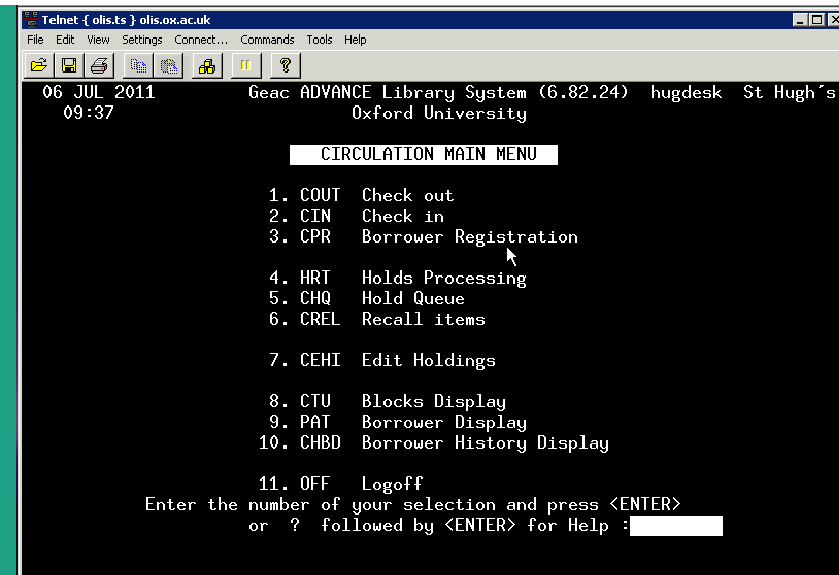 Telnet -{ olis.ts } olis.ox.ac.uk
File Edit View Settings Connect... Commands Tools Help
06 JUL 2011 Geac ADVANCE Library System (6.82.24) hugdesk St Hugh´s
09:37 Oxford University
CIRCULATION MAIN MENU
1. COUT Check out
2. CIN Check in
3. CPR Borrower Registration
4. HRT Holds Processing
5. CHQ Hold Queue
6. CREL Recall items
7. CEHI Edit Holdings
8. CTU Blocks Display
9. PAT Borrower Display
10. CHBD Borrower History Display
11. OFF Logoff
Enter the number of your selection and press <ENTER>
or ? followed by <ENTER> for Help :